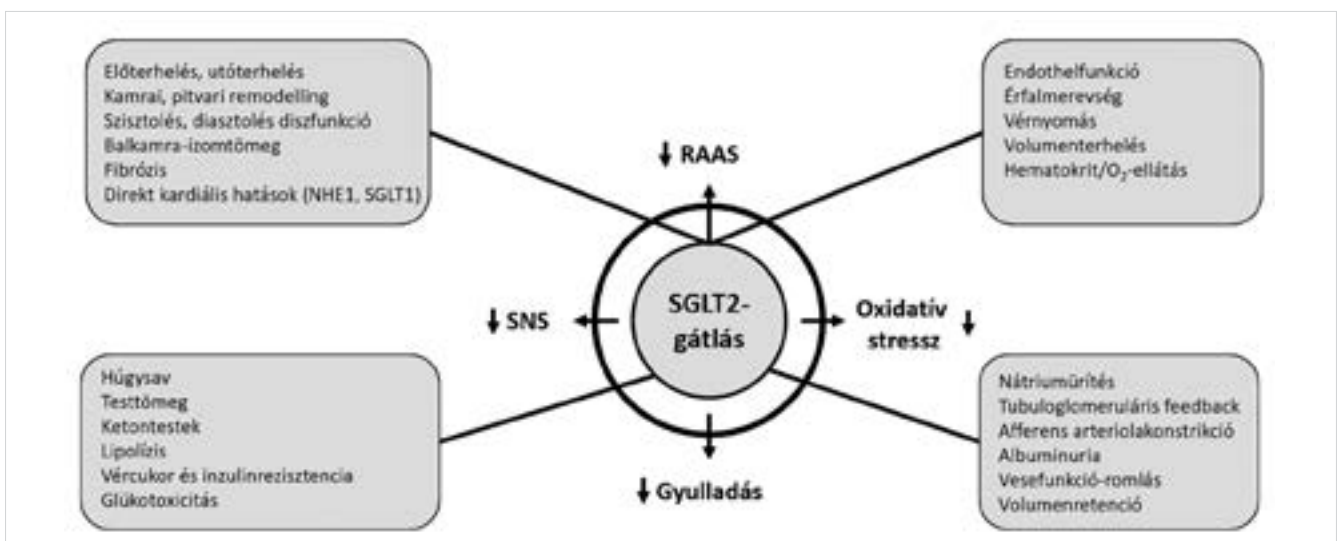 Előterhelés, utóterhelés
Kamrai, pitvari remodelling
Szisztolés, diasztolés diszfunkció
Balkamra-izomtömeg
Fibrózis
Direkt kardiális hatások (NHE1, SGLT1)
Endothelfunkció
Érfalmerevség
Vérnyomás
Volumenterhelés
Hematokrit/O₂-ellátás
↓ RAAS
↓ SNS
SGLT2-
gátlás
Oxidatív ↓
stressz
↓ Gyulladás
Húgysav
Testtömeg
Ketontestek
Lipolízis
Vércukor és inzulinrezisztencia
Glükotoxicitás
Nátriumürítés
Tubuloglomeruláris feedback
Afferens arteriolakonstrikció
Albuminuria
Vesefunkció-romlás
Volumenretenció